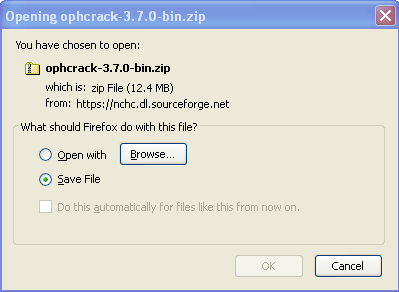 Opening ophcrack-3.7.0-bin.zip
You have chosen to open:
ophcrack-3.7.0-bin.zip
which is: zip File (12.4 MB)
from: https://nchc.dl.sourceforge.net
What should Firefox do with this file?
Open with Browse...
Save File
Do this automatically for files like this from now on.
OK Cancel